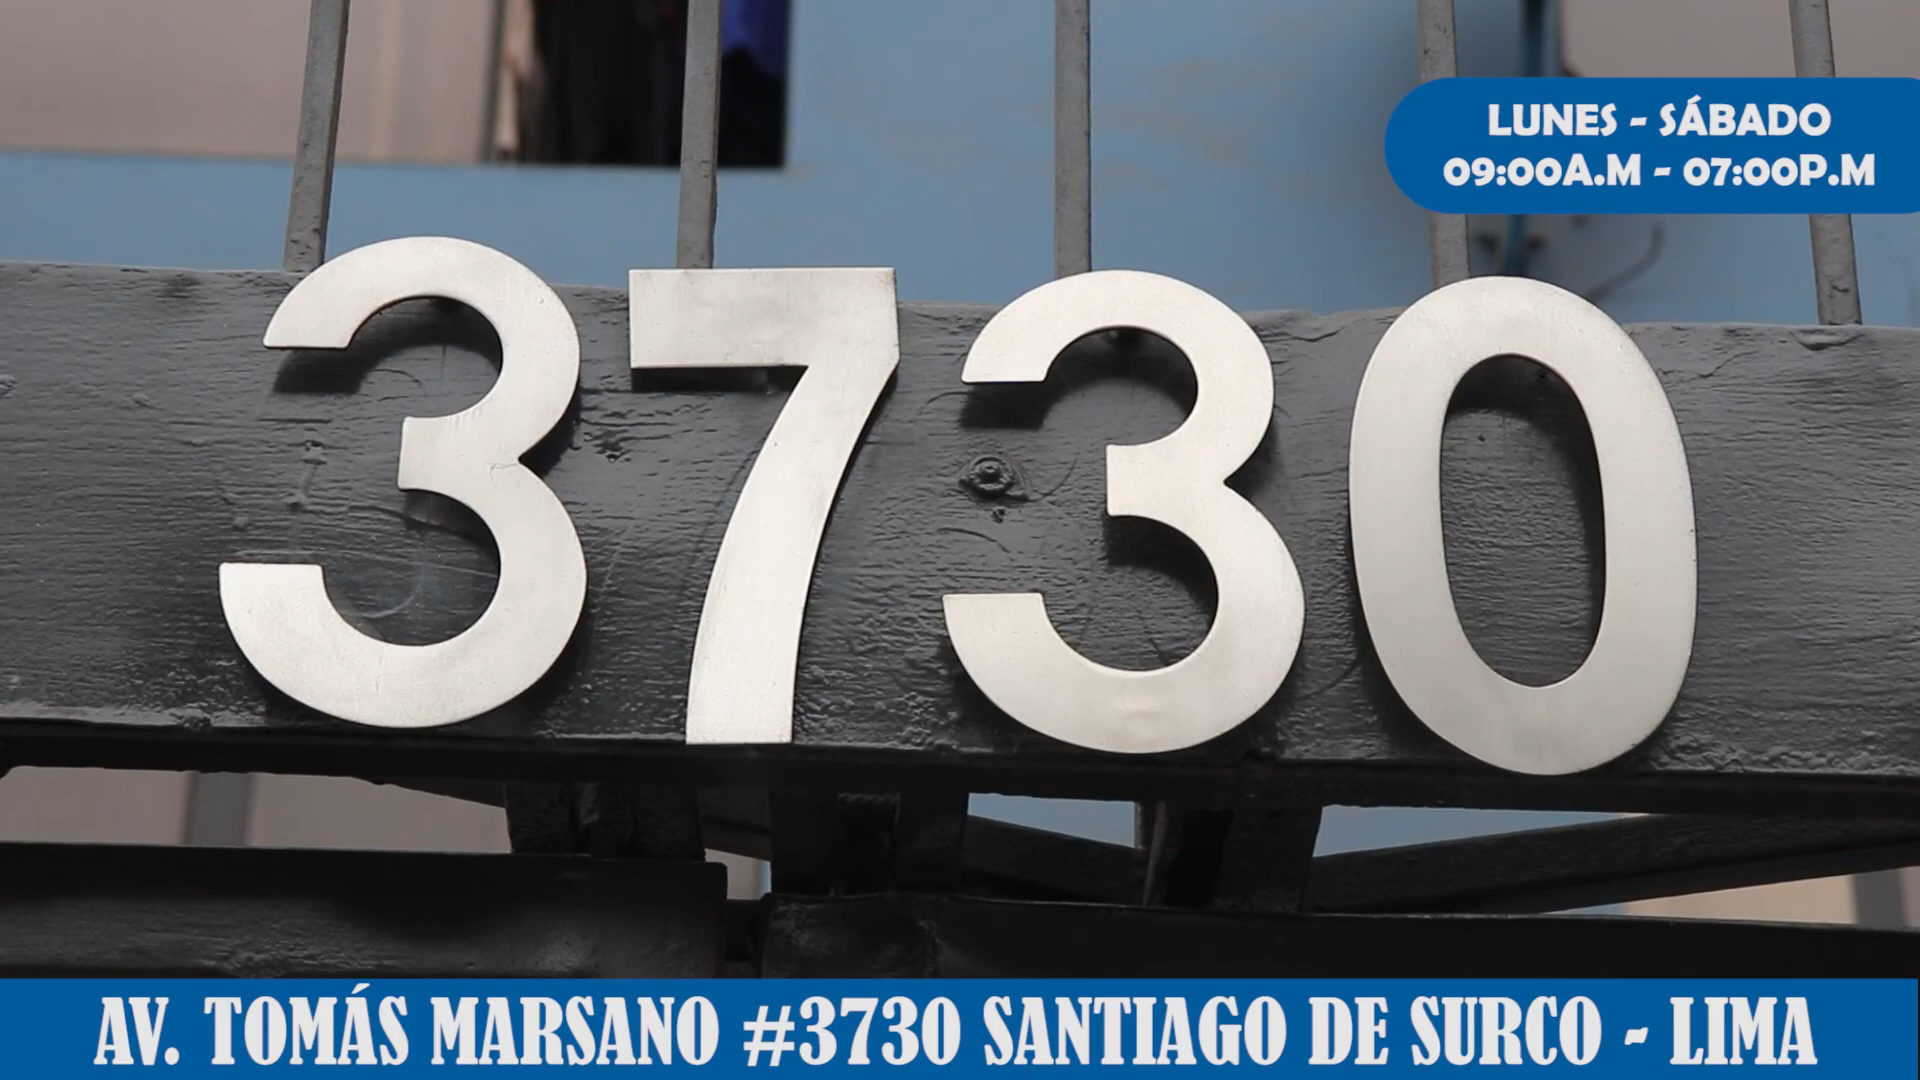 LUNES - SÁBADO
09:00A.M - 07:00P.M
3730
AV. TOMÁS MARSANO #3730 SANTIAGO DE SURCO - LIMA